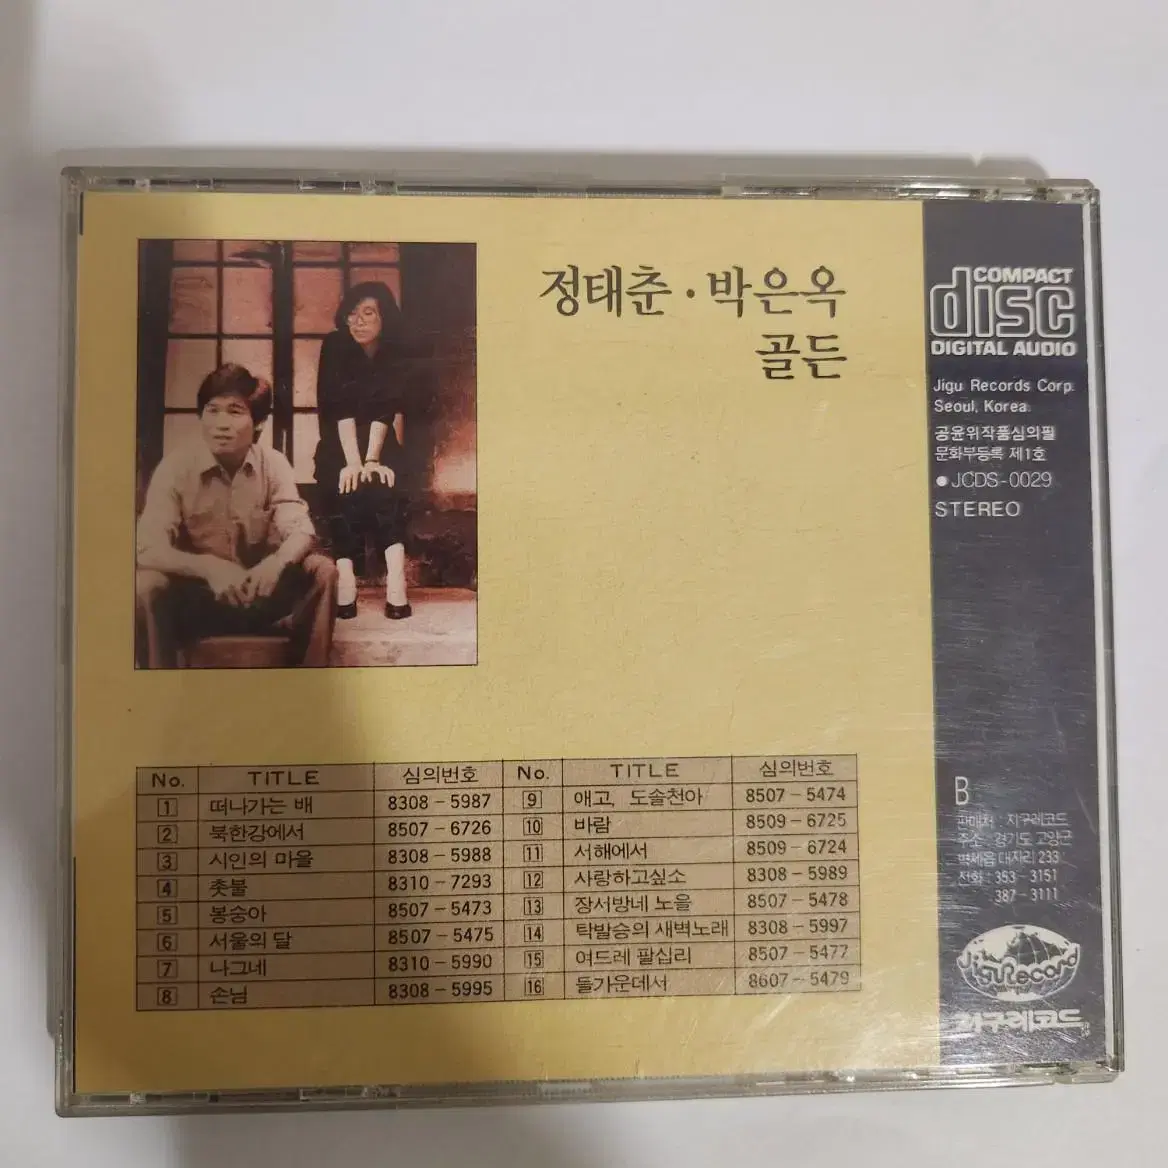 정태춘·박은옥
골든
COMPACT
disc
DIGITAL AUDIO
Jigu Records Corp.
Seoul, Korea.
공윤위작품심의필
문화부등록 제1호
●JCDS-0029
STEREO
No. TITLE 심의번호 No. TITLE 심의번호
1 떠나가는 배 8308-5987 9 애고, 도솔천아 8507-5474
2 북한강에서 8507-6726 10 바람 8509-6725
3 시인의 마을 8308-5988 11 서해에서 8509-6724
4 촛불 8310-7293 12 사랑하고싶소 8308-5989
5 봉숭아 8507-5473 13 장서방네 노을 8507-5478
6 서울의 달 8507-5475 14 탁발승의 새벽노래 8308-5997
7 나그네 8310-5990 15 여드레 팔십리 8507-5477
8 손님 8308-5995 16 들가운데서 8607-5479
B
판매처 : 지구레코드
주소 : 경기도 고양군
벽제읍 대자리 233
전화 : 353-3151
387-3111
Jigu Record
지구레코드